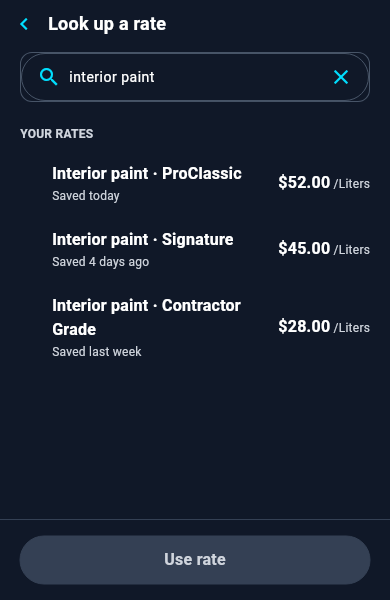 Look up a rate
interior paint
YOUR RATES
Interior paint · ProClassic
Saved today
$52.00 /Liters
Interior paint · Signature
Saved 4 days ago
$45.00 /Liters
Interior paint · Contractor
Grade
Saved last week
$28.00 /Liters
Use rate